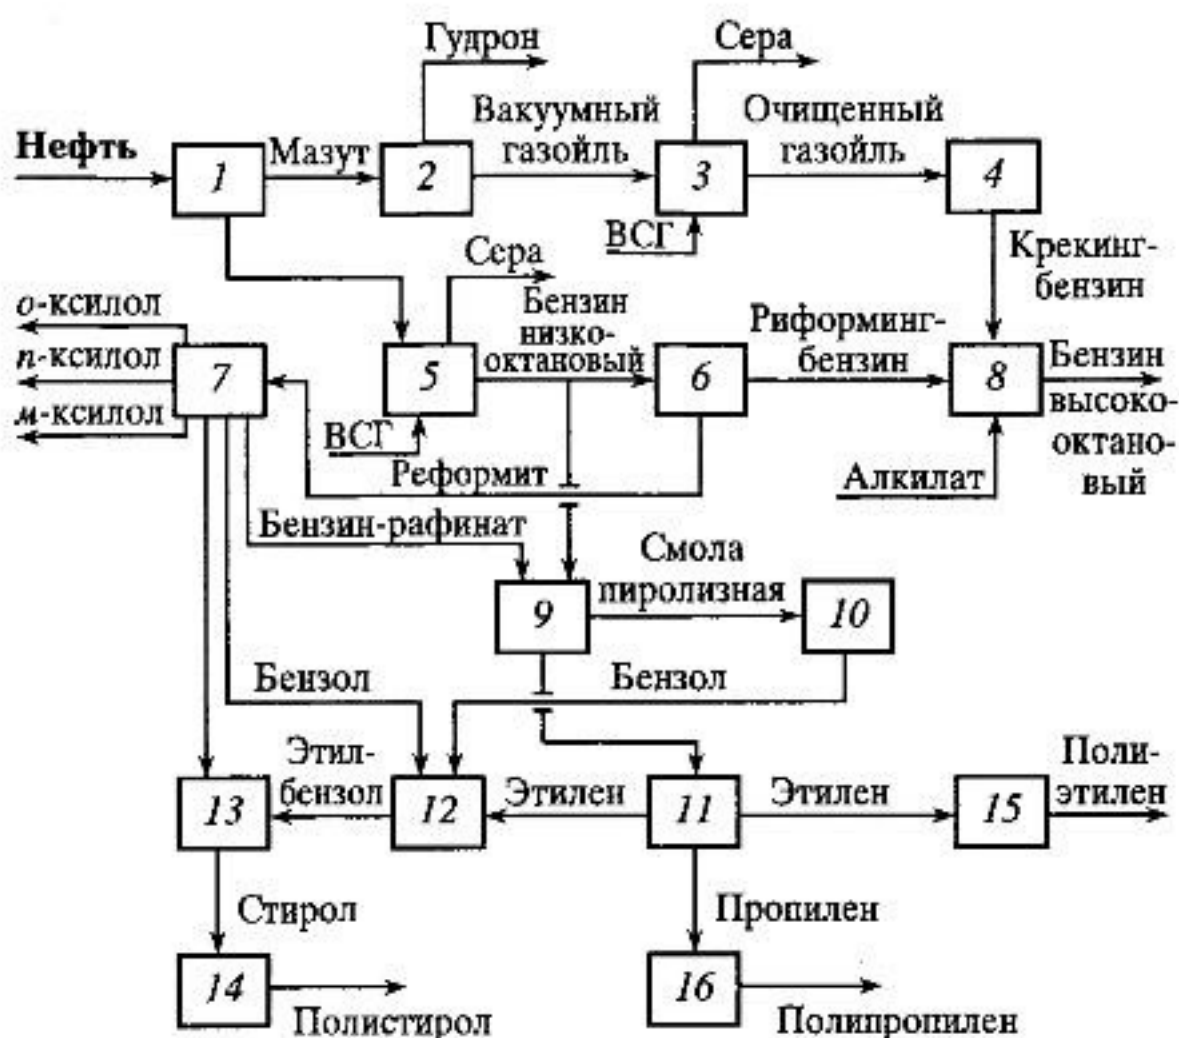 Гудрон
Сера
Нефть
Мазут
Вакуумный
газойль
Очищенный
газойль
1
2
3
4
ВСГ
Сера
Крекинг-
бензин
о-ксилол
п-ксилол
м-ксилол
Бензин
низко-
октановый
Риформинг-
бензин
Бензин
высоко-
октано-
вый
7
5
6
8
ВСГ
Реформит
Алкилат
Бензин-рафинат
Смола
пиролизная
9
10
Бензол
Бензол
Этил-
бензол
Этилен
Этилен
Поли-
этилен
13
12
11
15
Стирол
Пропилен
14
16
Полистирол
Полипропилен